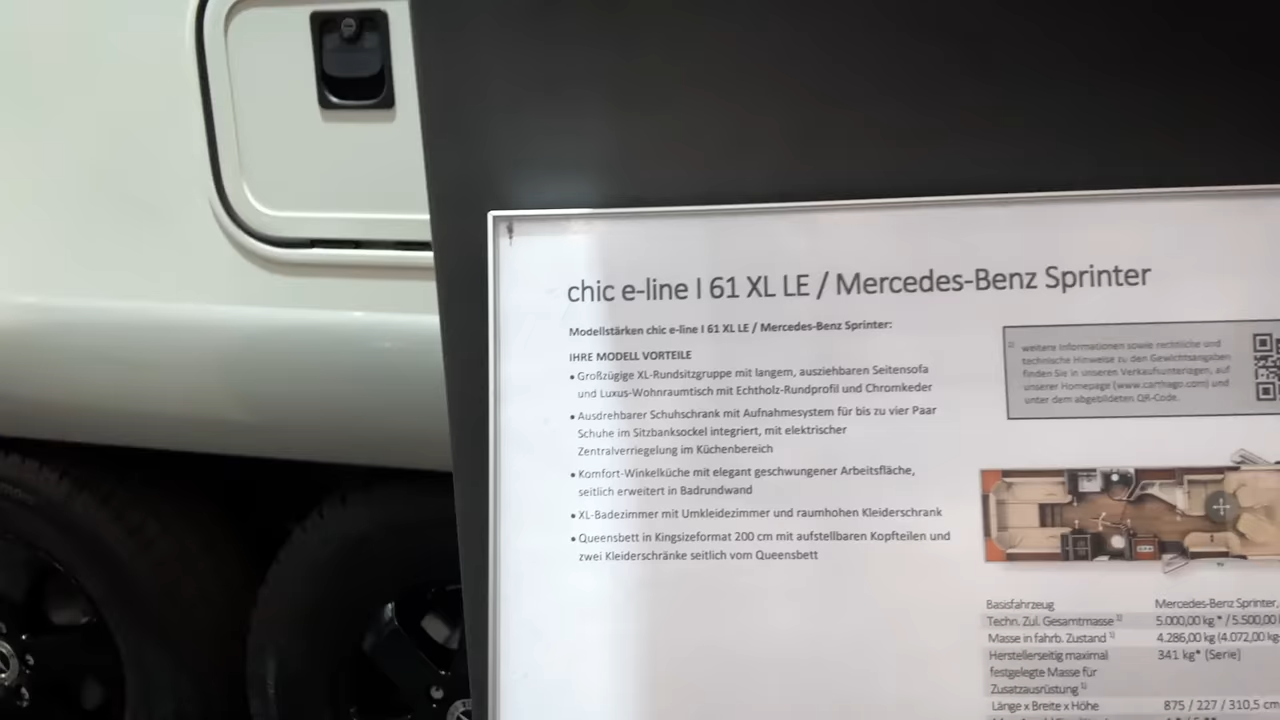 chic e-line I 61 XL LE / Mercedes-Benz Sprinter
Modellstärken chic e-line I 61 XL LE / Mercedes-Benz Sprinter:
IHRE MODELL VORTEILE
• Großzügige XL-Rundsitzgruppe mit langem, ausziehbaren Seitensofa
und Luxus-Wohnraumtisch mit Echtholz-Rundprofil und Chromkeder
• Ausdrehbarer Schuhschrank mit Aufnahmesystem für bis zu vier Paar
Schuhe im Sitzbanksockel integriert, mit elektrischer
Zentralverriegelung im Küchenbereich
• Komfort-Winkelküche mit elegant geschwungener Arbeitsfläche,
seitlich erweitert in Badrundwand
• XL-Badezimmer mit Umkleidezimmer und raumhohen Kleiderschrank
• Queensbett in Kingsizeformat 200 cm mit aufstellbaren Kopfteilen und
zwei Kleiderschränke seitlich vom Queensbett
weitere Informationen sowie rechtliche und
technische Hinweise zu den Gewichtsangaben
finden Sie in unseren Verkaufsunterlagen, auf
unserer Homepage (www.carthago.com) und
unter dem abgebildeten QR-Code.
Basisfahrzeug Mercedes-Benz Sprinter,
Techn. Zul. Gesamtmasse 5.000,00 kg * / 5.500,00
Masse in fahrb. Zustand 1) 4.286,00 kg (4.072,00 kg
Herstellerseitig maximal 341 kg* (Serie)
festgelegte Masse für
Zusatzausrüstung 1)
Länge x Breite x Höhe 875 / 227 / 310,5 cm